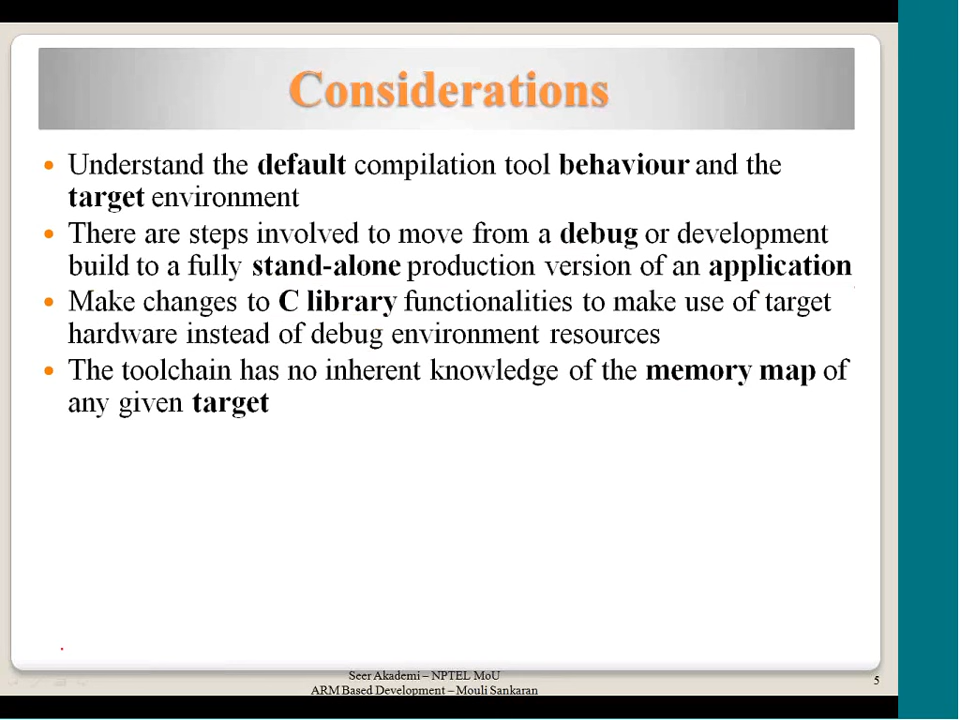 Considerations
Understand the default compilation tool behaviour and the
target environment
There are steps involved to move from a debug or development
build to a fully stand-alone production version of an application
Make changes to C library functionalities to make use of target
hardware instead of debug environment resources
The toolchain has no inherent knowledge of the memory map of
any given target
Seer Akademi – NPTEL MoU
ARM Based Development – Mouli Sankaran
5